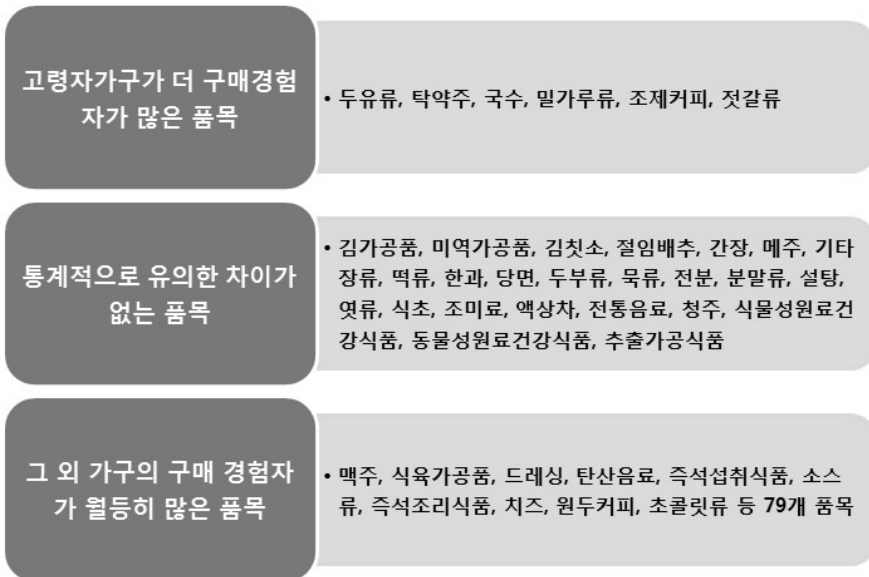 고령자가구가 더 구매경험
자가 많은 품목
• 두유류, 탁약주, 국수, 밀가루류, 조제커피, 젓갈류
통계적으로 유의한 차이가
없는 품목
• 김가공품, 미역가공품, 김칫소, 절임배추, 간장, 메주, 기타
장류, 떡류, 한과, 당면, 두부류, 묵류, 전분, 분말류, 설탕,
엿류, 식초, 조미료, 액상차, 전통음료, 청주, 식물성원료건
강식품, 동물성원료건강식품, 추출가공식품
그 외 가구의 구매 경험자
가 월등히 많은 품목
• 맥주, 식육가공품, 드레싱, 탄산음료, 즉석섭취식품, 소스
류, 즉석조리식품, 치즈, 원두커피, 초콜릿류 등 79개 품목